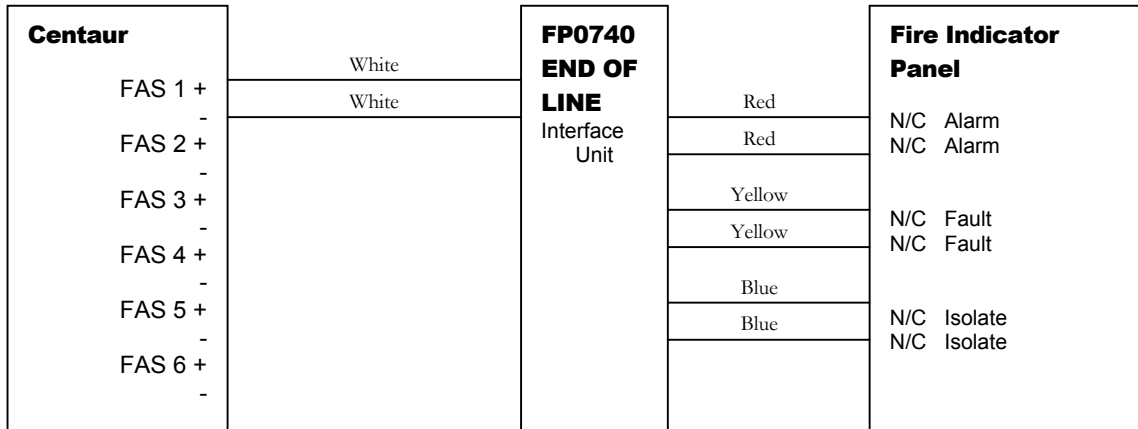 Centaur
FAS 1 +
-
FAS 2 +
-
FAS 3 +
-
FAS 4 +
-
FAS 5 +
-
FAS 6 +
-
White
White
FP0740
END OF
LINE
Interface
Unit
Red
Red
Yellow
Yellow
Blue
Blue
Fire Indicator
Panel
N/C Alarm
N/C Alarm
N/C Fault
N/C Fault
N/C Isolate
N/C Isolate